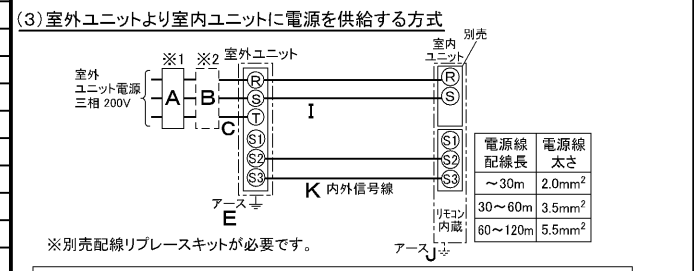 (3)室外ユニットより室内ユニットに電源を供給する方式
別売
※1 ※2 室外ユニット
室内
ユニット
室外
ユニット電源
三相 200V
A
B
C
R
S
T
S1
S2
S3
R
S
S1
S2
S3
I
K 内外信号線
アース
E
リモコン
内蔵
アース J
電源線
配線長
電源線
太さ
~30m 2.0mm²
30~60m 3.5mm²
60~120m 5.5mm²
※別売配線リプレースキットが必要です。